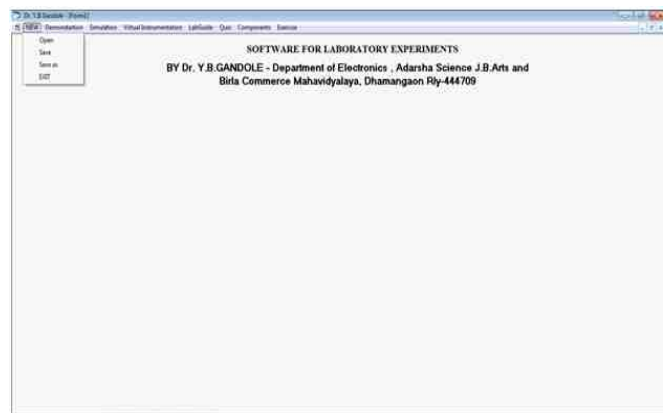 Dr. Y.B.Gandole - [Form1]
NEW Demonstration Simulation Virtual Instrumentation LabGuide Quiz Components Exercise
Open
Save
Save as
EXIT
SOFTWARE FOR LABORATORY EXPERIMENTS
BY Dr. Y.B.GANDOLE - Department of Electronics , Adarsha Science J.B.Arts and
Birla Commerce Mahavidyalaya, Dhamangaon Rly-444709